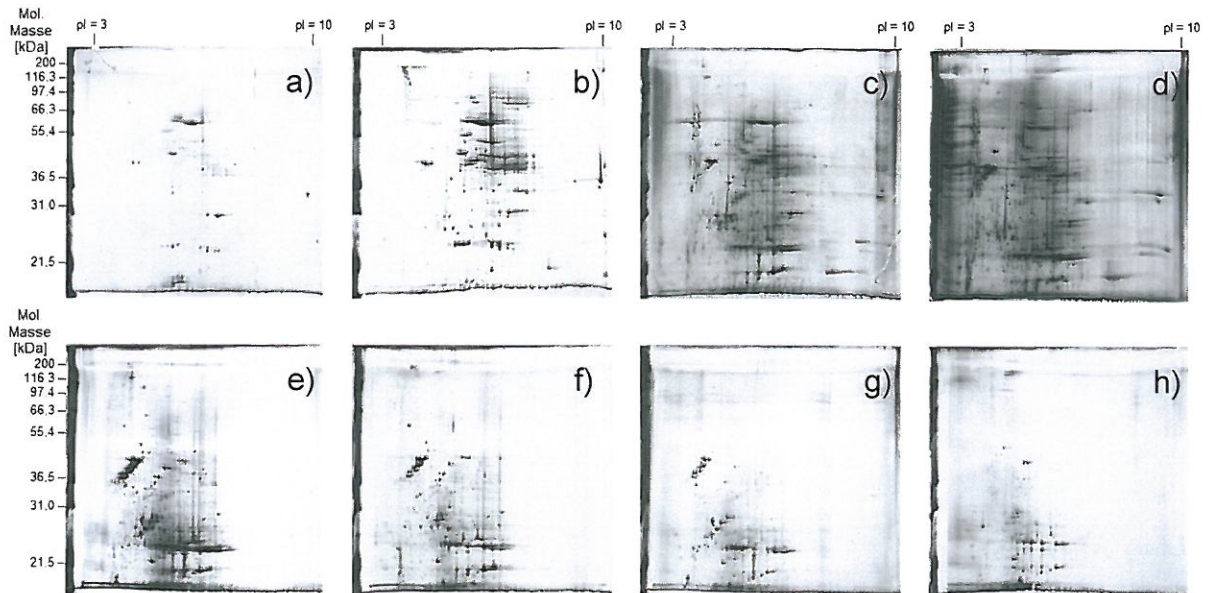 Mol.
Masse
[kDa]
pI = 3
pI = 10
pI = 3
pI = 10
pI = 3
pI = 10
pI = 3
pI = 10
200
116.3
97.4
66.3
55.4
36.5
31.0
21.5
a)
b)
c)
d)
Mol.
Masse
[kDa]
200
116.3
97.4
66.3
55.4
36.5
31.0
21.5
e)
f)
g)
h)